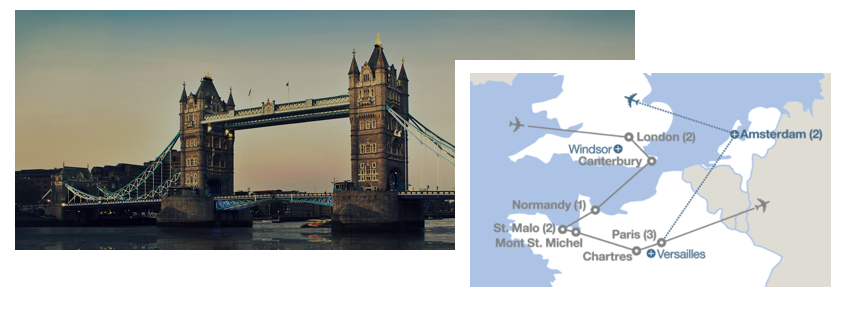 London (2)
Amsterdam (2)
Windsor
Canterbury
Normandy (1)
St. Malo (2)
Paris (3)
Mont St. Michel
Chartres
Versailles